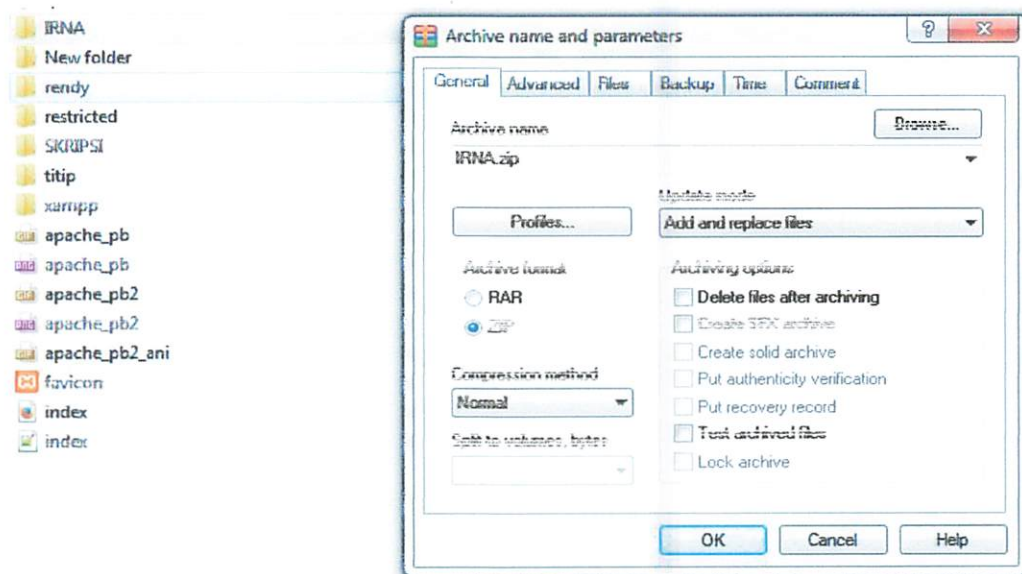 IRNA
New folder
rendy
restricted
SKRIPSI
titip
xampp
apache_pb
apache_pb
apache_pb2
apache_pb2
apache_pb2_ani
favicon
index
index
Archive name and parameters
General Advanced Files Backup Time Comment
Archive name
Browse...
IRNA.zip
Update mode
Profiles...
Add and replace files
Archive format
Archiving options
RAR
Delete files after archiving
ZIP
Create SFX archive
Create solid archive
Compression method
Put authenticity verification
Normal
Put recovery record
Split to volumes, bytes
Test archived files
Lock archive
OK Cancel Help